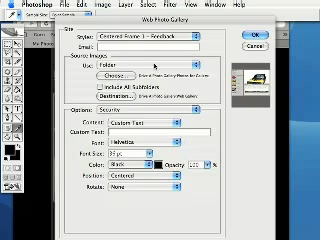 Photoshop File Edit Image Layer Select Filter View
Web Photo Gallery
Site
Styles: Centered Frame 1 - Feedback
Email:
OK
Cancel
Source Images
Use: Folder
Choose...
Include All Subfolders
Destination...
Options: Security
Content: Custom Text
Custom Text:
Font: Helvetica
Font Size: 36 pt
Color: Black Opacity: 100 %
Position: Centered
Rotate: None